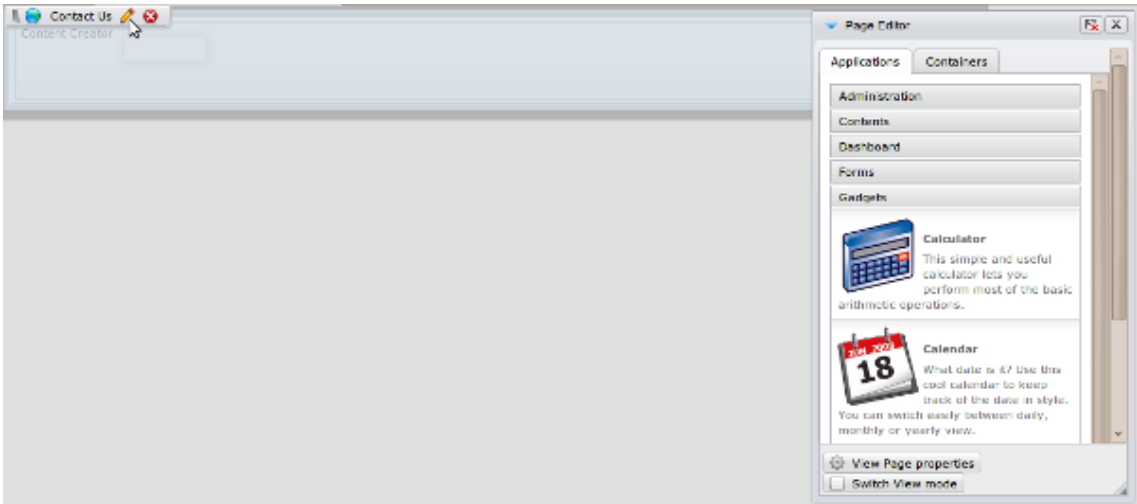 Contact Us
Content Creator
Page Editor
Applications
Containers
Administration
Contents
Dashboard
Forms
Gadgets
Calculator
This simple and useful
calculator lets you
perform most of the basic
arithmetic operations.
JUN 2008
18
Calendar
What date is it? Use this
cool calendar to keep
track of the date in style.
You can switch easily between daily,
monthly or yearly view.
View Page properties
Switch View mode